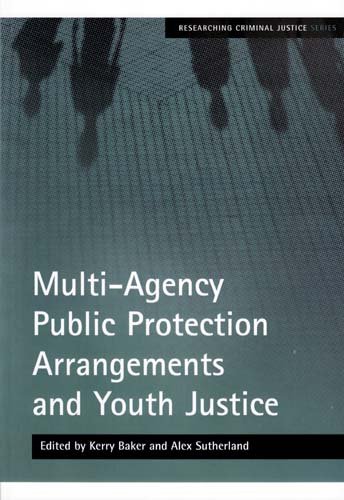 RESEARCHING CRIMINAL JUSTICE SERIES
Multi-Agency
Public Protection
Arrangements
and Youth Justice
Edited by Kerry Baker and Alex Sutherland